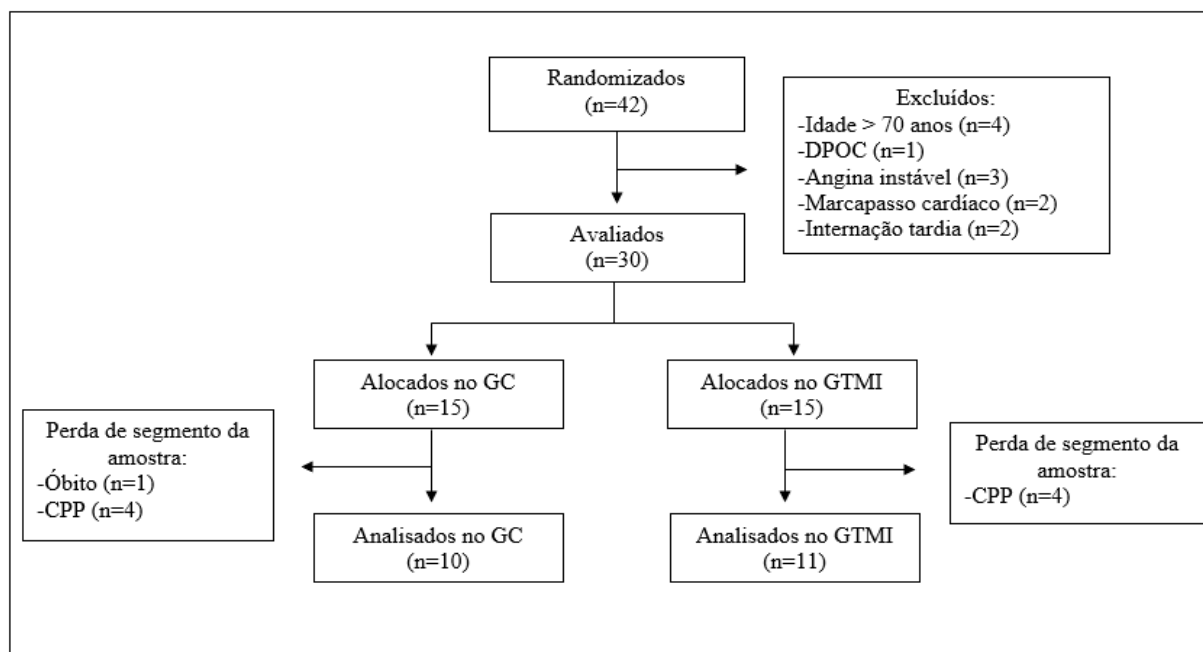 Randomizados
(n=42)
Excluídos:
-Idade > 70 anos (n=4)
-DPOC (n=1)
-Angina instável (n=3)
-Marcapasso cardíaco (n=2)
-Internação tardia (n=2)
Avaliados
(n=30)
Alocados no GC
(n=15)
Alocados no GTMI
(n=15)
Perda de segmento da
amostra:
-Óbito (n=1)
-CPP (n=4)
Perda de segmento da
amostra:
-CPP (n=4)
Analisados no GC
(n=10)
Analisados no GTMI
(n=11)